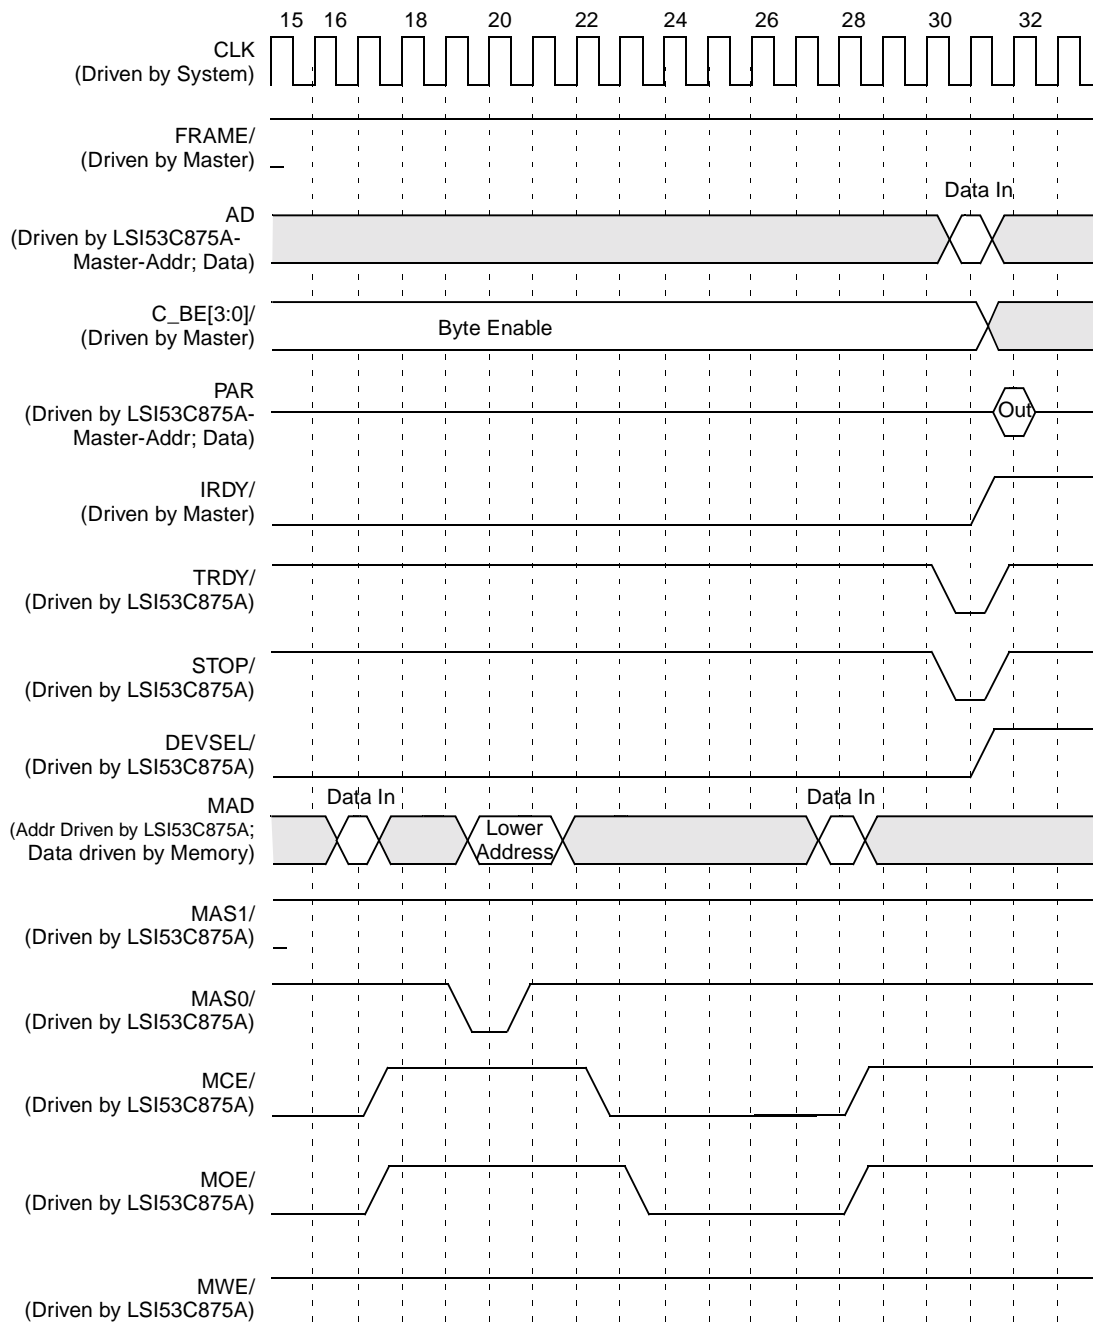 15 16 18 20 22 24 26 28 30 32
CLK
(Driven by System)
FRAME/
(Driven by Master)
Data In
AD
(Driven by LSI53C875A-
Master-Addr; Data)
C_BE[3:0]/
(Driven by Master)
Byte Enable
PAR
(Driven by LSI53C875A-
Master-Addr; Data)
Out
IRDY/
(Driven by Master)
TRDY/
(Driven by LSI53C875A)
STOP/
(Driven by LSI53C875A)
DEVSEL/
(Driven by LSI53C875A)
MAD
(Addr Driven by LSI53C875A;
Data driven by Memory)
Data In
Lower
Address
Data In
MAS1/
(Driven by LSI53C875A)
MAS0/
(Driven by LSI53C875A)
MCE/
(Driven by LSI53C875A)
MOE/
(Driven by LSI53C875A)
MWE/
(Driven by LSI53C875A)